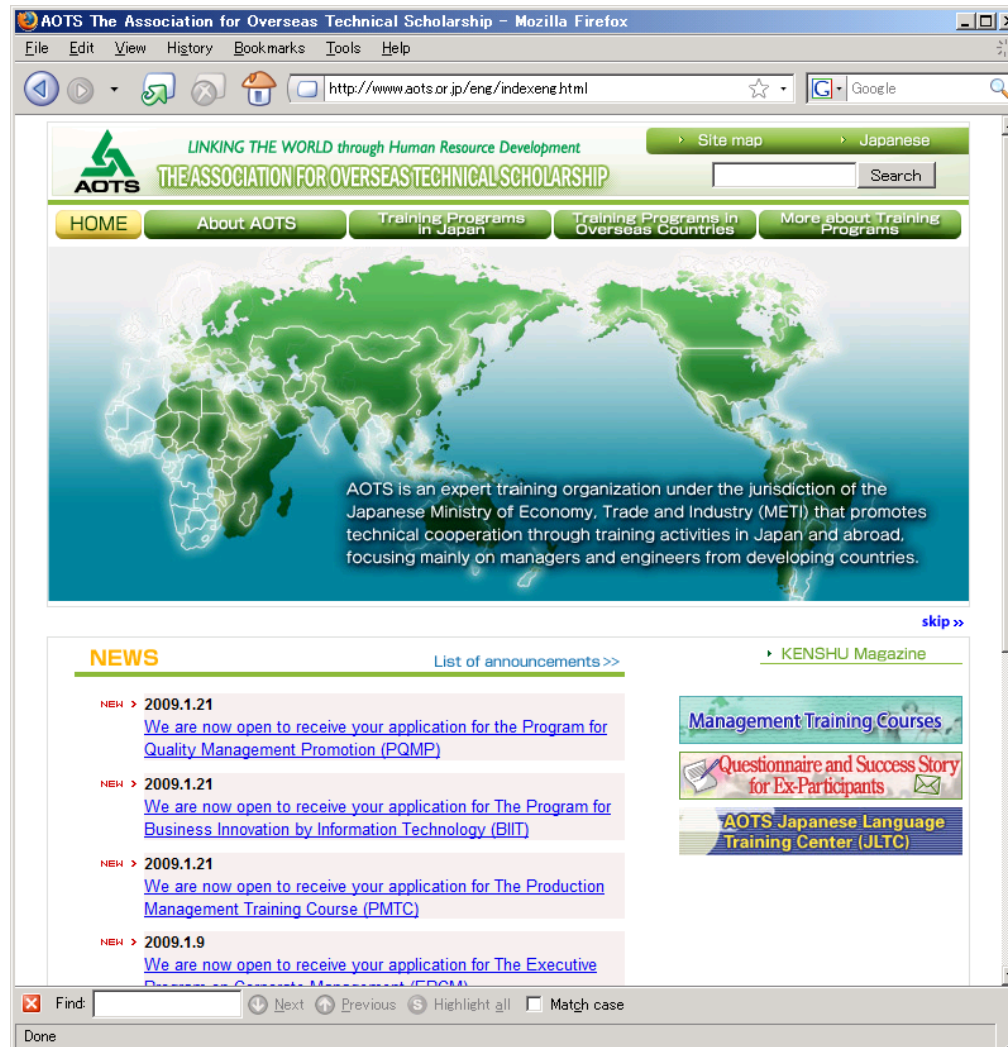 AOTS The Association for Overseas Technical Scholarship - Mozilla Firefox
File Edit View History Bookmarks Tools Help
http://www.aots.or.jp/eng/indexeng.html
G Google
AOTS
LINKING THE WORLD through Human Resource Development
THE ASSOCIATION FOR OVERSEAS TECHNICAL SCHOLARSHIP
Site map
Japanese
Search
HOME
About AOTS
Training Programs
in Japan
Training Programs in
Overseas Countries
More about Training
Programs
AOTS is an expert training organization under the jurisdiction of the
Japanese Ministry of Economy, Trade and Industry (METI) that promotes
technical cooperation through training activities in Japan and abroad,
focusing mainly on managers and engineers from developing countries.
skip »
NEWS
List of announcements >>
NEW > 2009.1.21
We are now open to receive your application for the Program for
Quality Management Promotion (PQMP)
NEW > 2009.1.21
We are now open to receive your application for The Program for
Business Innovation by Information Technology (BIIT)
NEW > 2009.1.21
We are now open to receive your application for The Production
Management Training Course (PMTC)
NEW > 2009.1.9
We are now open to receive your application for The Executive
Program on Corporate Management (EPCM)
KENSHU Magazine
Management Training Courses
Questionnaire and Success Story
for Ex-Participants
AOTS Japanese Language
Training Center (JLTC)
Find: Next Previous Highlight all Match case
Done